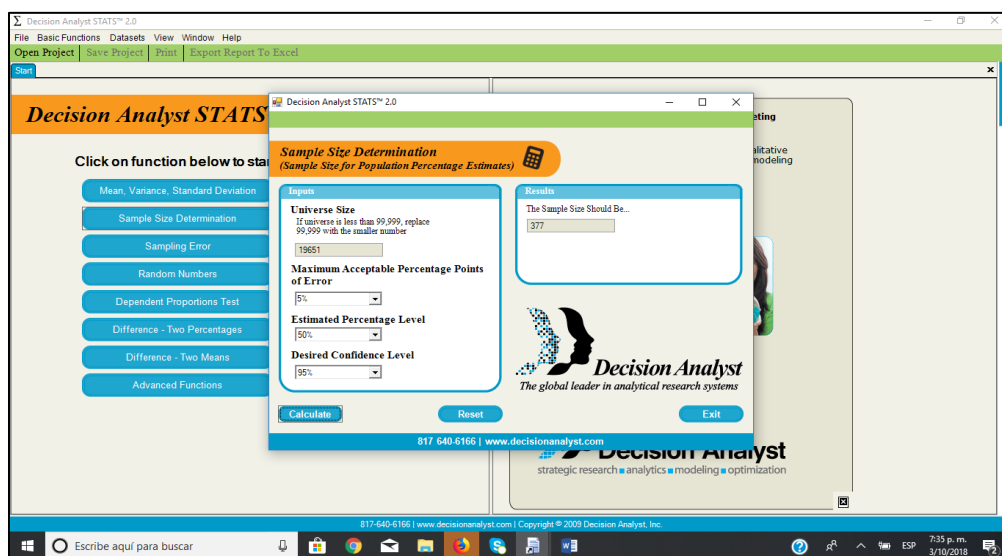 Σ Decision Analyst STATS™ 2.0
File Basic Functions Datasets View Window Help
Open Project Save Project Print Export Report To Excel
Start
Decision Analyst STATS
Click on function below to star
Mean, Variance, Standard Deviation
Sample Size Determination
Sampling Error
Random Numbers
Dependent Proportions Test
Difference - Two Percentages
Difference - Two Means
Advanced Functions
Decision Analyst STATS™ 2.0
Sample Size Determination
(Sample Size for Population Percentage Estimates)
Inputs
Universe Size
If universe is less than 99,999, replace
99,999 with the smaller number
19651
Maximum Acceptable Percentage Points
of Error
5%
Estimated Percentage Level
50%
Desired Confidence Level
95%
Results
The Sample Size Should Be...
377
Decision Analyst
The global leader in analytical research systems
Calculate Reset Exit
817 640-6166 | www.decisionanalyst.com
eting
litative
modeling
Decision Analyst
strategic research analytics modeling optimization
817-640-6166 | www.decisionanalyst.com | Copyright © 2009 Decision Analyst, Inc.
Escribe aquí para buscar
ESP
7:35 p. m.
3/10/2018